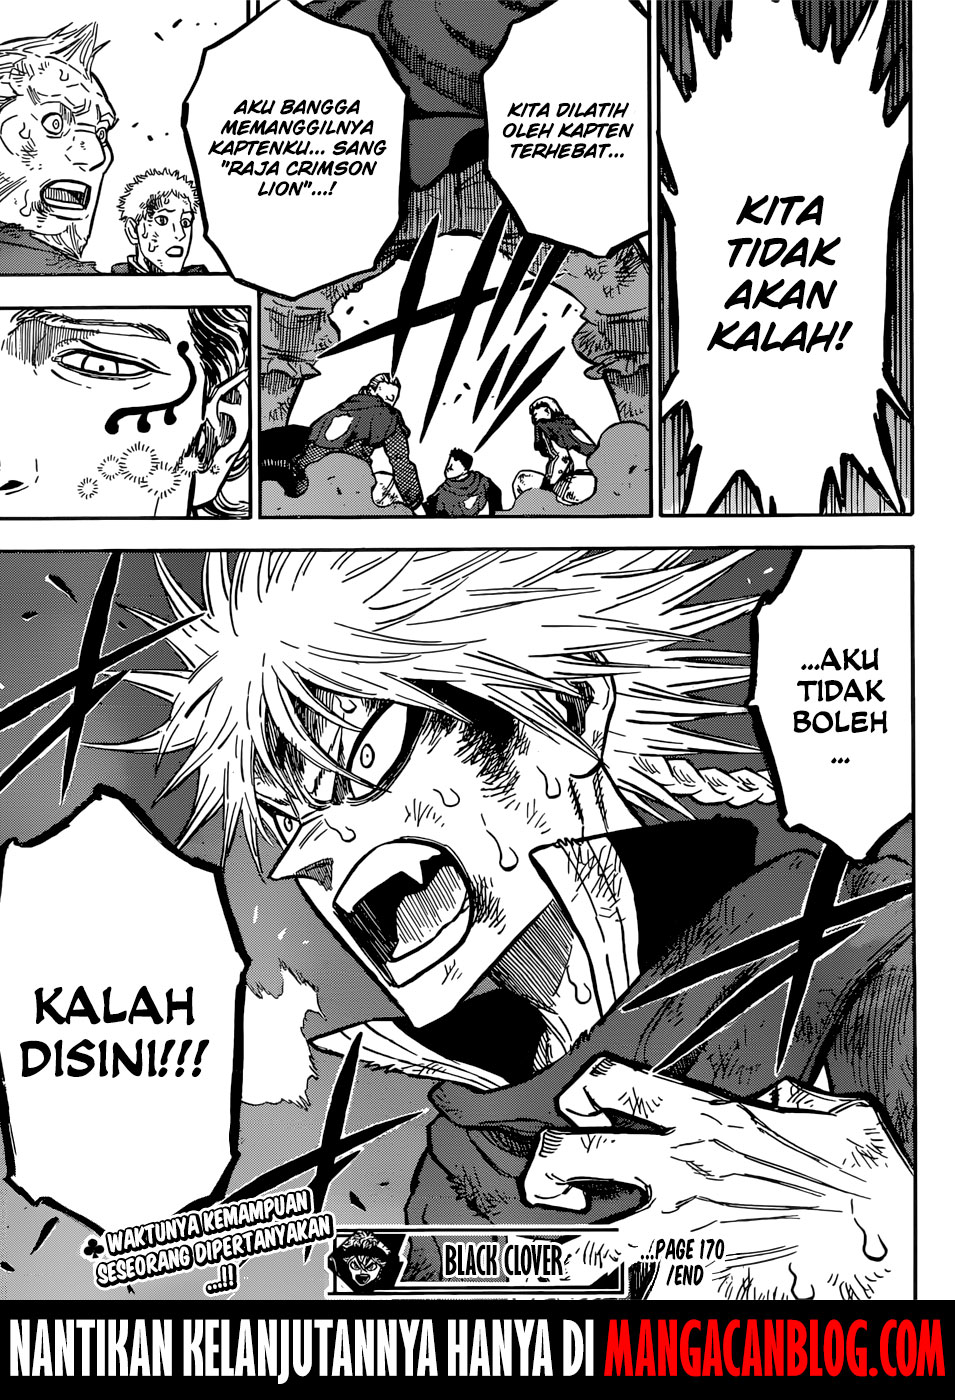 KITA
TIDAK
AKAN
KALAH!
KITA DILATIH
OLEH KAPTEN
TERHEBAT...
AKU BANGGA
MEMANGGILNYA
KAPTENKU... SANG
"RAJA CRIMSON
LION"...!
...AKU
TIDAK
BOLEH
...
KALAH
DISINI!!!
WAKTUNYA KEMAMPUAN
SESEORANG DIPERTANYAKAN
...!!
BLACK CLOVER
...PAGE 170
/END
NANTIKAN KELANJUTANNYA HANYA DI MANGACANBLOG.COM